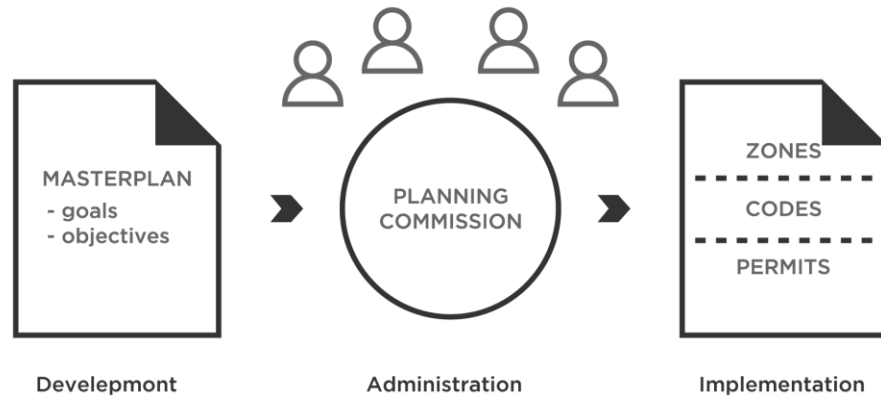 MASTERPLAN
- goals
- objectives
PLANNING
COMMISSION
ZONES
CODES
PERMITS
Develepmont
Administration
Implementation